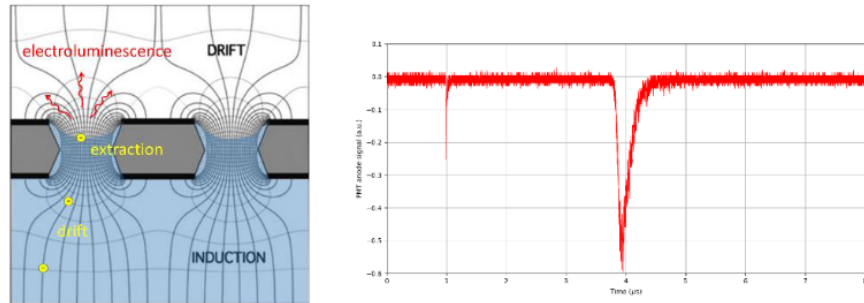 electroluminescence
DRIFT
extraction
drift
INDUCTION
PMT anode signal (a.u.)
0.1
0.0
−0.1
−0.2
−0.3
−0.4
−0.5
−0.6
0
1
2
3
4
5
6
7
8
Time (μs)